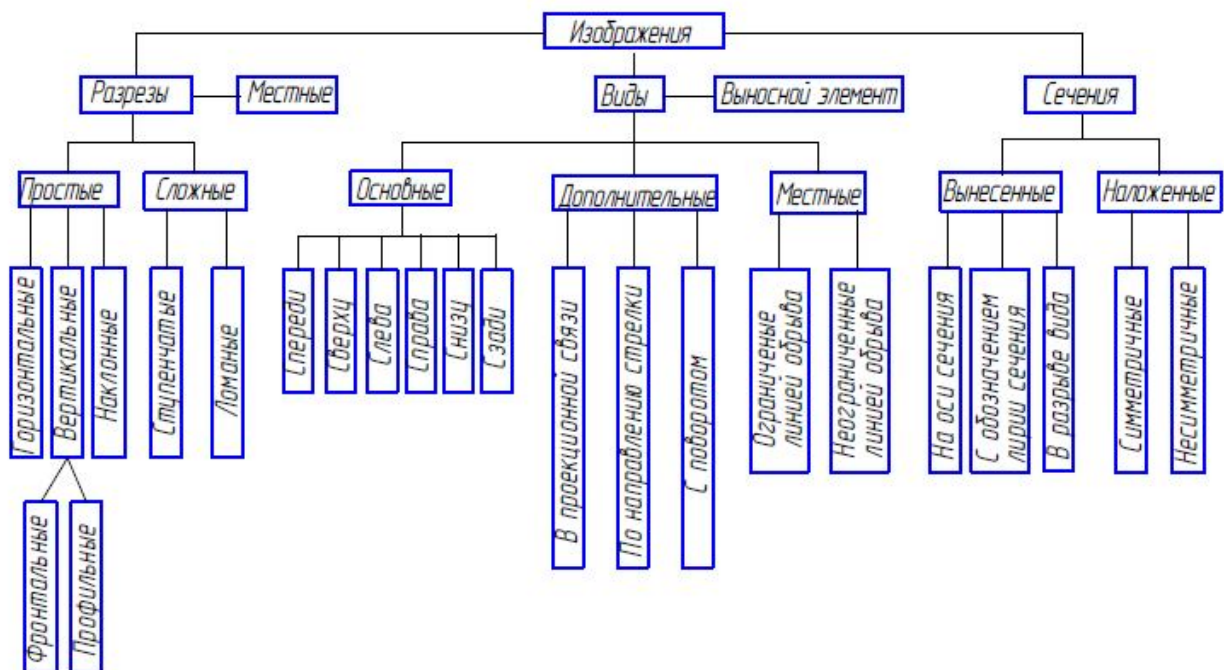 Изображения
Разрезы
Местные
Виды
Выносной элемент
Сечения
Простые
Сложные
Основные
Дополнительные
Местные
Вынесенные
Наложенные
Горизонтальные
Вертикальные
Наклонные
Ступенчатые
Ломаные
Спереди
Сверху
Слева
Справа
Снизу
Сзади
В проекционной связи
По направлению стрелки
С поворотом
Ограниченые
линией обрыва
Неограниченные
линией обрыва
На оси сечения
С обозначением
лирии сечения
В разрыве вида
Симметричные
Несимметричные
Фронтальные
Профильные